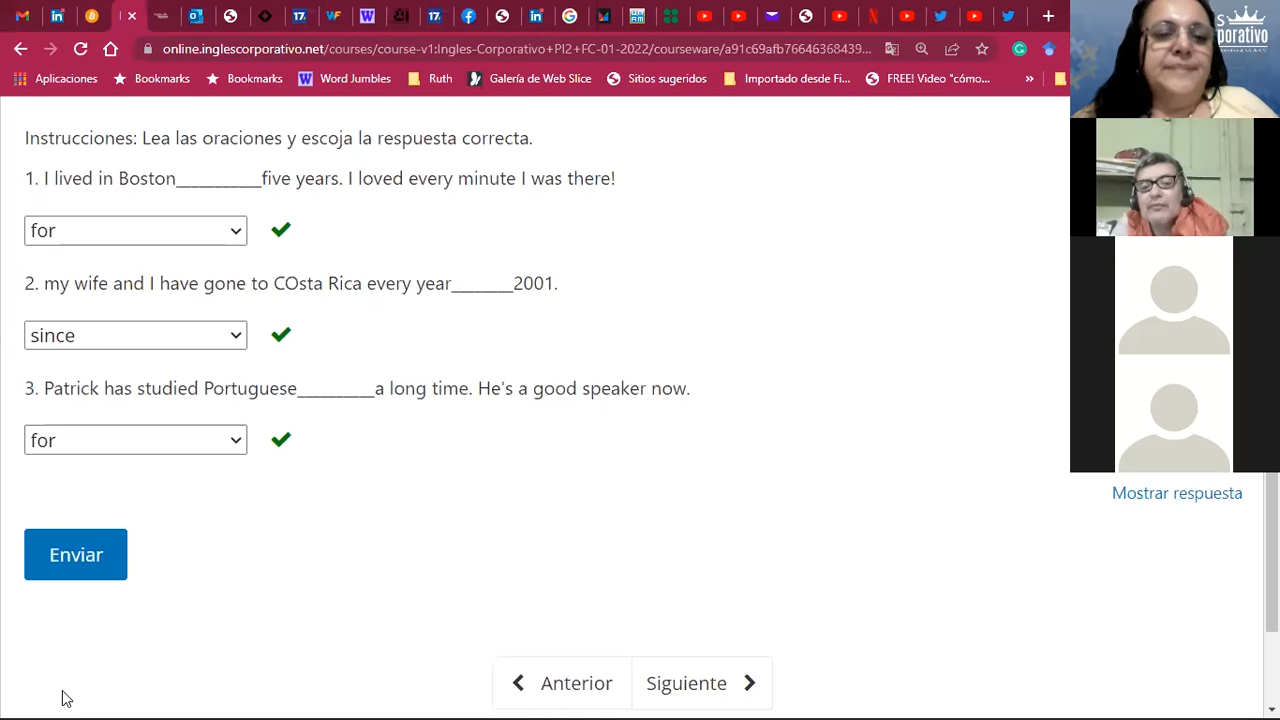 online.inglescorporativo.net/courses/course-v1:Ingles-Corporativo+PI2+FC-01-2022/courseware/a91c69afb76646368439...
Aplicaciones Bookmarks Bookmarks Word Jumbles Ruth Galería de Web Slice Sitios sugeridos Importado desde Fi... FREE! Video "cómo... »
S
porativo
Instrucciones: Lea las oraciones y escoja la respuesta correcta.
1. I lived in Boston___________five years. I loved every minute I was there!
for
2. my wife and I have gone to COsta Rica every year________2001.
since
3. Patrick has studied Portuguese__________a long time. He's a good speaker now.
for
Mostrar respuesta
Enviar
Anterior Siguiente